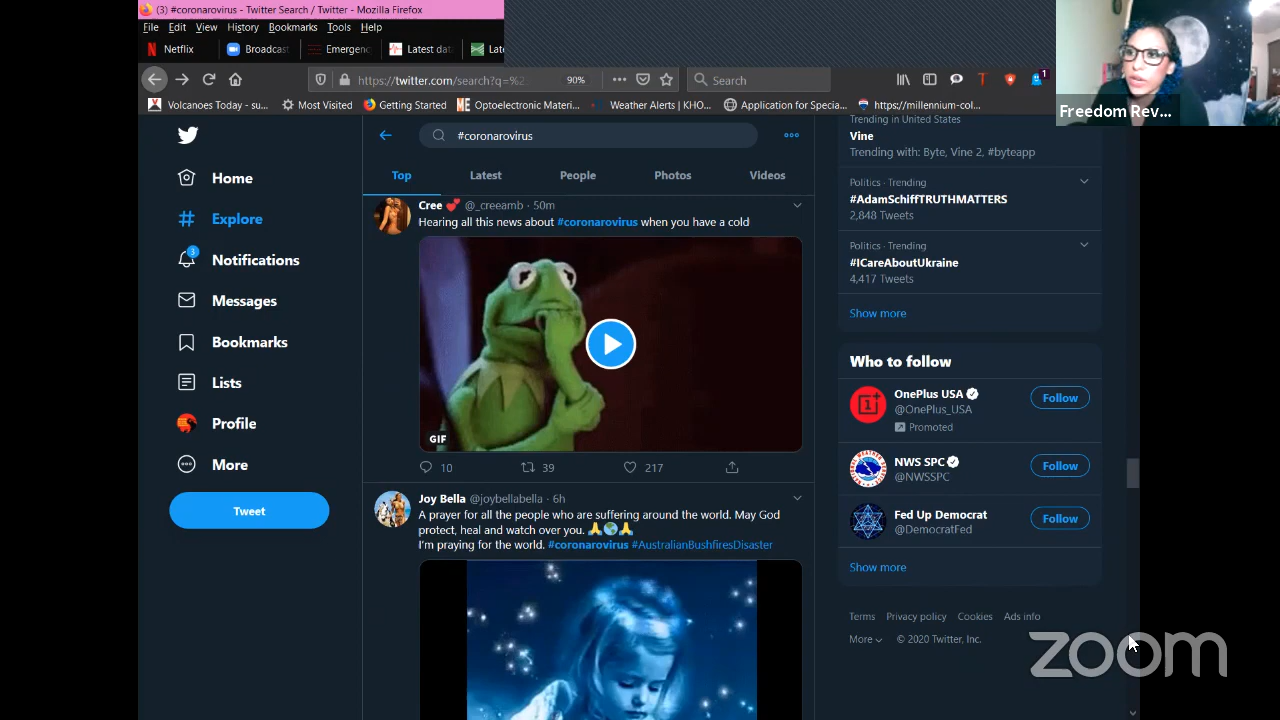 (3) #coronarovirus - Twitter Search / Twitter - Mozilla Firefox
File Edit View History Bookmarks Tools Help
Netflix Broadcast Emergenc Latest dat Late
https://twitter.com/search?q=%2... 90% Search 1
Volcanoes Today - su... Most Visited Getting Started Optoelectronic Materi... Weather Alerts | KHO... Application for Specia... https://millennium-col...
Freedom Rev...
Home
Explore
3
Notifications
Messages
Bookmarks
Lists
Profile
More
Tweet
#coronarovirus
Top Latest People Photos Videos
Cree @_creeamb · 50m
Hearing all this news about #coronarovirus when you have a cold
GIF
10 39 217
Joy Bella @joybellabella · 6h
A prayer for all the people who are suffering around the world. May God
protect, heal and watch over you.
I'm praying for the world. #coronarovirus #AustralianBushfiresDisaster
Trending in United States
Vine
Trending with: Byte, Vine 2, #byteapp
Politics · Trending
#AdamSchiffTRUTHMATTERS
2,848 Tweets
Politics · Trending
#ICareAboutUkraine
4,417 Tweets
Show more
Who to follow
OnePlus USA
@OnePlus_USA
Promoted
Follow
NWS SPC
@NWSSPC
Follow
Fed Up Democrat
@DemocratFed
Follow
Show more
Terms Privacy policy Cookies Ads info
More © 2020 Twitter, Inc.
zoom